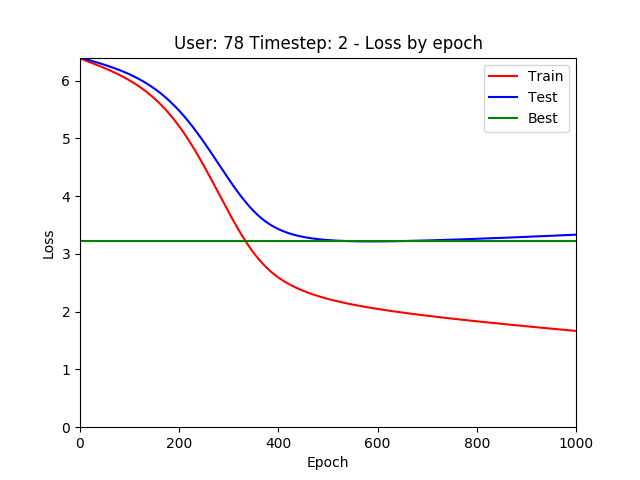 User: 78 Timestep: 2 - Loss by epoch
Train
Test
Best
6
5
4
3
2
1
0
Loss
0 200 400 600 800 1000
Epoch